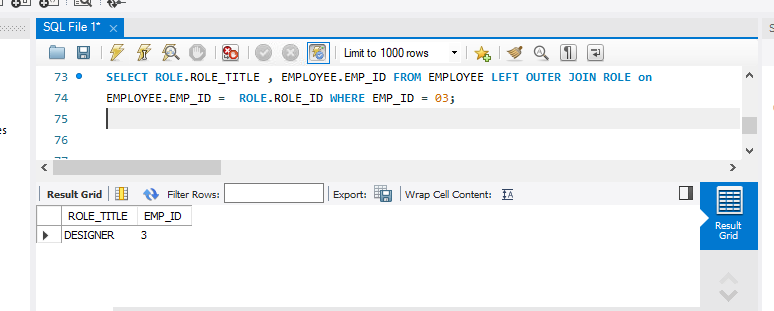 SQL File 1*
Limit to 1000 rows
73 SELECT ROLE.ROLE_TITLE , EMPLOYEE.EMP_ID FROM EMPLOYEE LEFT OUTER JOIN ROLE on
74 EMPLOYEE.EMP_ID =  ROLE.ROLE_ID WHERE EMP_ID = 03;
75
76
Result Grid Filter Rows: Export: Wrap Cell Content:
ROLE_TITLE EMP_ID
DESIGNER 3
Result
Grid